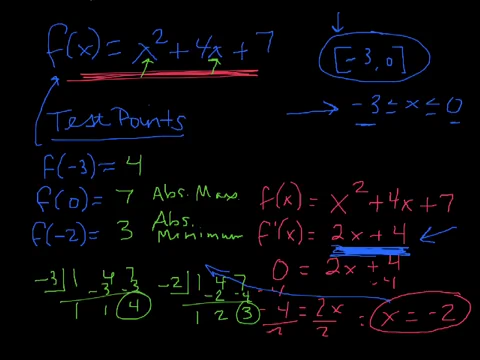 f(x) = x² + 4x + 7
[-3, 0]
-3 ≤ x ≤ 0
Test Points
f(-3) = 4
f(0) = 7 Abs. Max.
f(-2) = 3 Abs. Minimum
f(x) = x² + 4x + 7
f'(x) = 2x + 4
0 = 2x + 4
-4 -4
-4 = 2x : x = -2
2 2
-3 | 1 4 7
-3 -3
1 1 4
-2 | 1 4 7
-2 -4
1 2 3